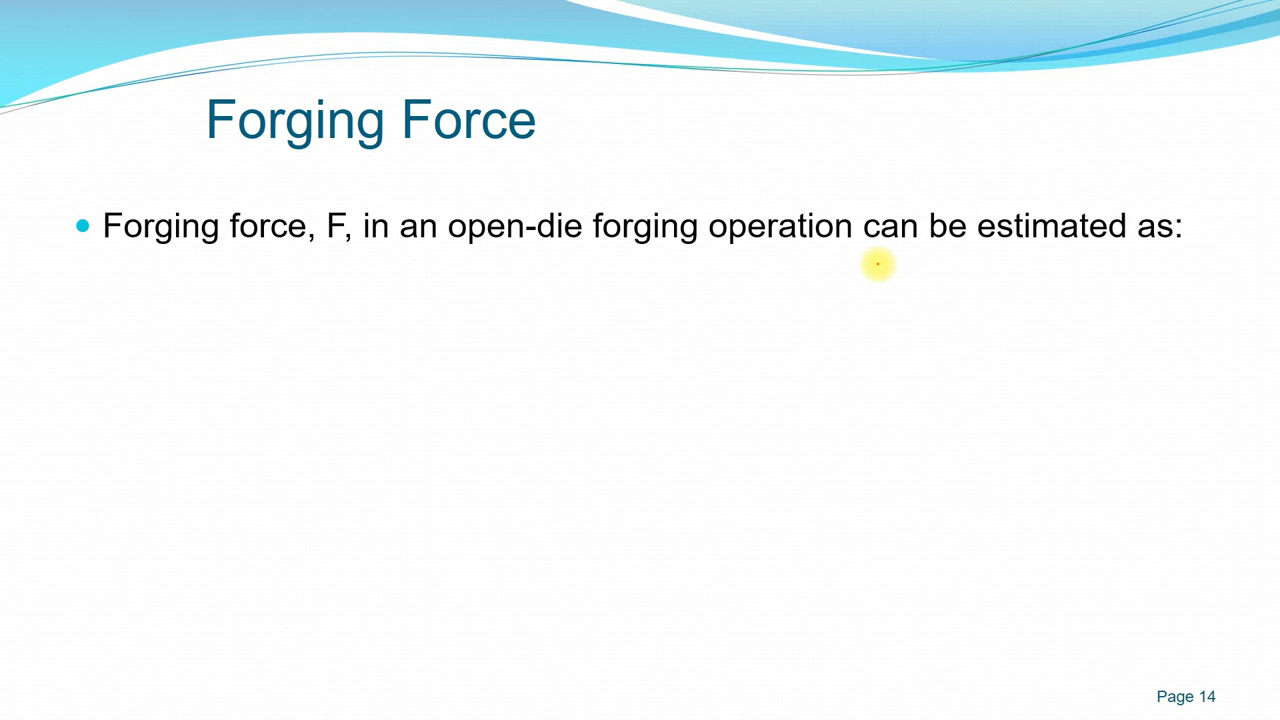 Forging Force
Forging force, F, in an open-die forging operation can be estimated as:
Page 14